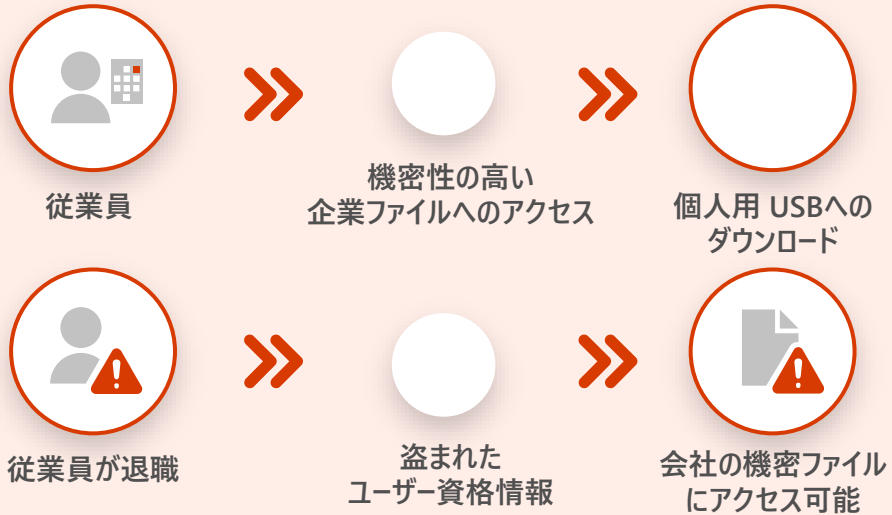 従業員
機密性の高い
企業ファイルへのアクセス
個人用 USBへの
ダウンロード
従業員が退職
盗まれた
ユーザー資格情報
会社の機密ファイル
にアクセス可能